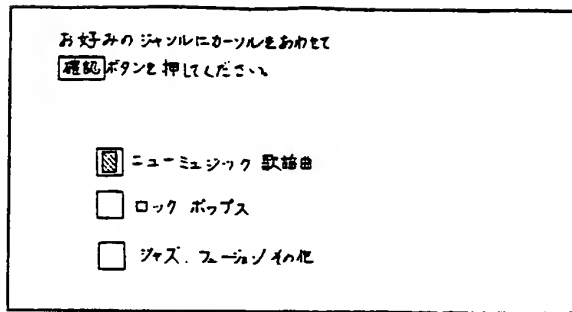 お好みのジャンルにカーソルをあわせて
確認ボタンを押してください。
ニューミュージック 歌謡曲
ロック ポップス
ジャズ．フュージョン その他